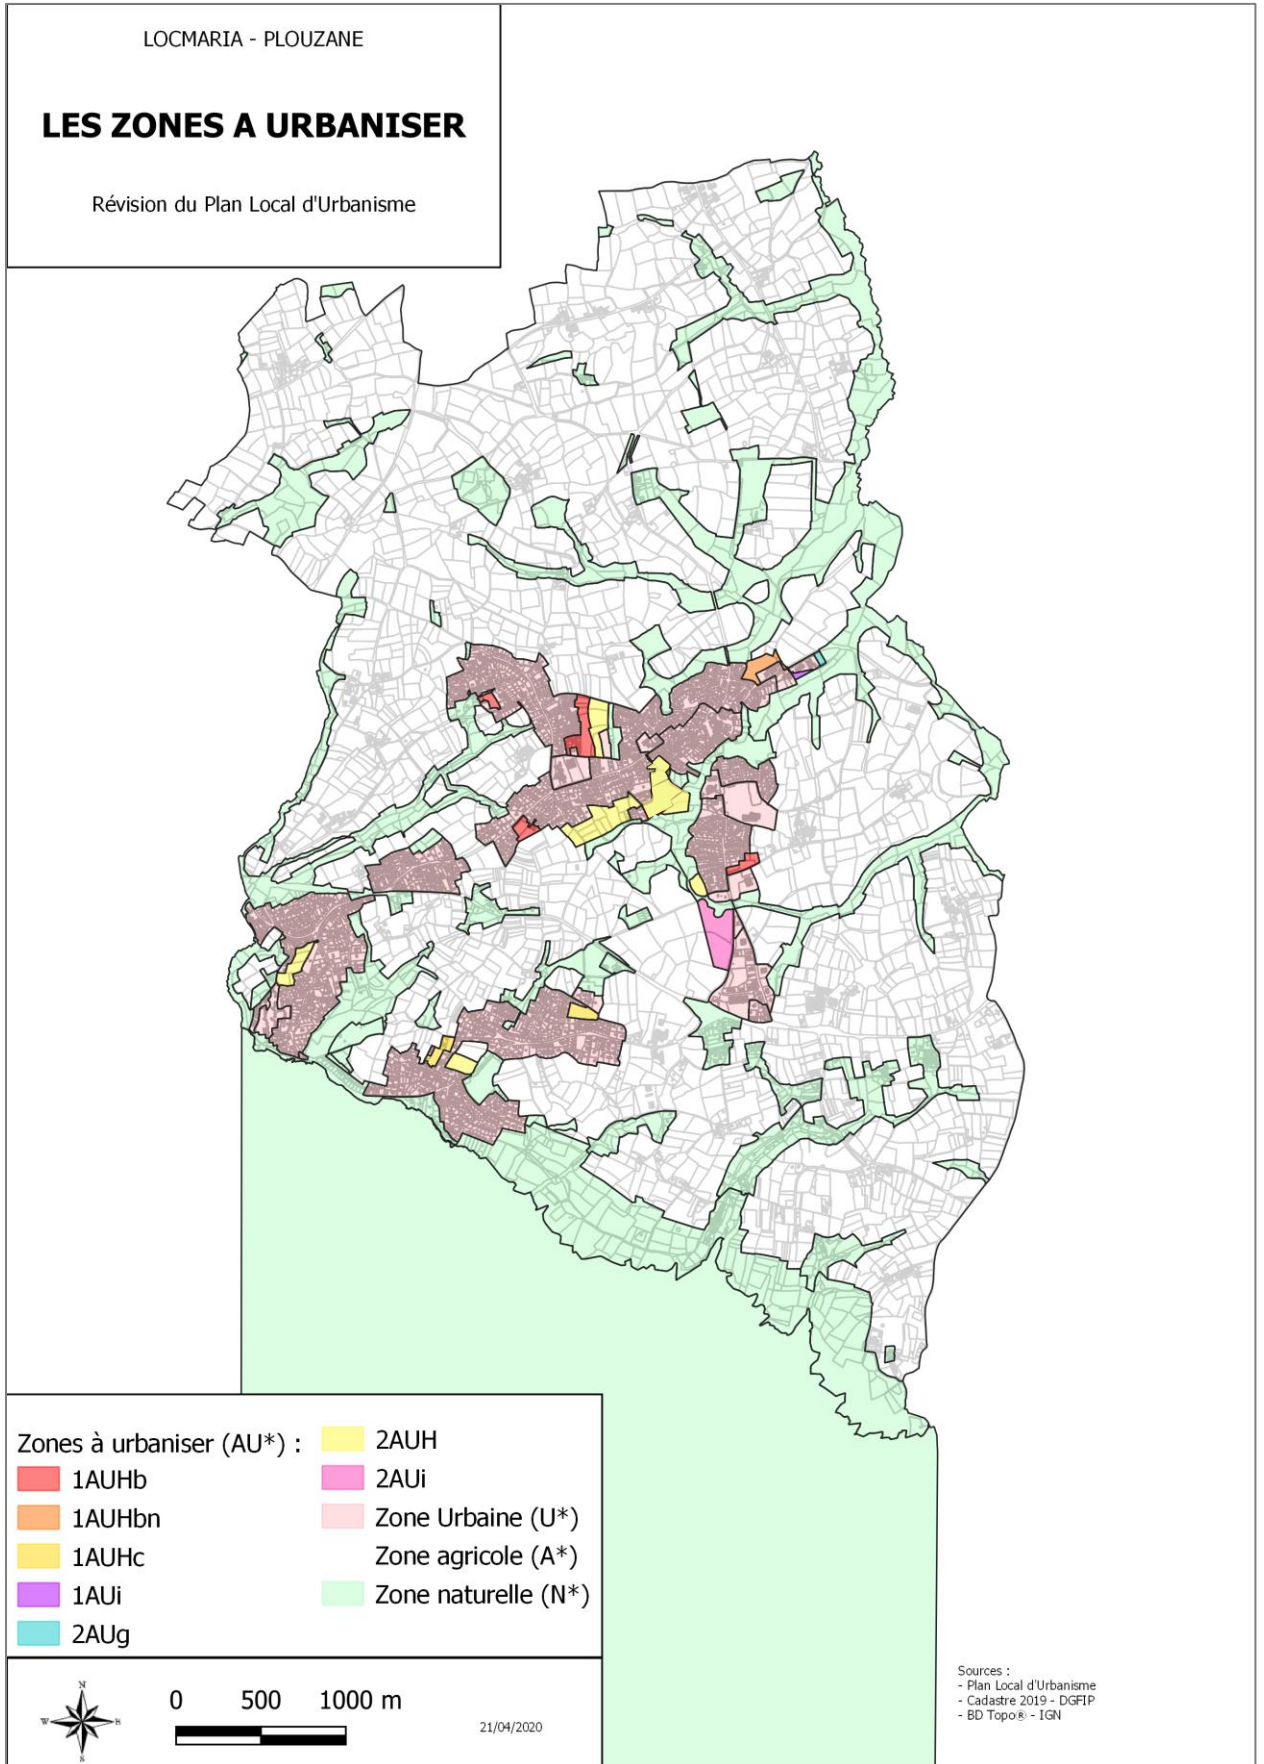 LOCMARIA - PLOUZANE
LES ZONES A URBANISER
Révision du Plan Local d'Urbanisme
Zones à urbaniser (AU*) :
1AUHb
1AUHbn
1AUHc
1AUi
2AUg
2AUH
2AUi
Zone Urbaine (U*)
Zone agricole (A*)
Zone naturelle (N*)
N
W
E
S
0 500 1000 m
21/04/2020
Sources :
- Plan Local d'Urbanisme
- Cadastre 2019 - DGFIP
- BD Topo® - IGN